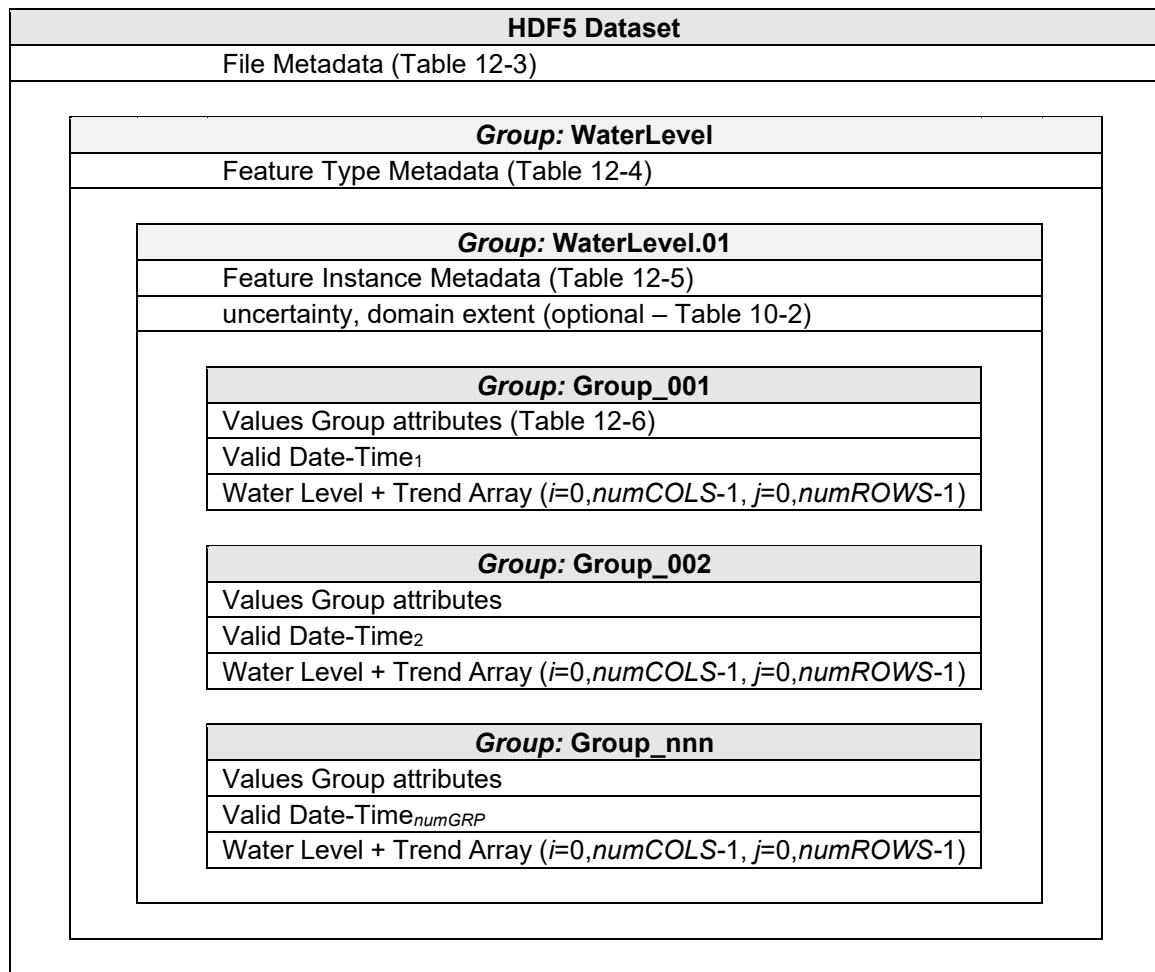 HDF5 Dataset
File Metadata (Table 12-3)
Group: WaterLevel
Feature Type Metadata (Table 12-4)
Group: WaterLevel.01
Feature Instance Metadata (Table 12-5)
uncertainty, domain extent (optional – Table 10-2)
Group: Group_001
Values Group attributes (Table 12-6)
Valid Date-Time1
Water Level + Trend Array (i=0,numCOLS-1, j=0,numROWS-1)
Group: Group_002
Values Group attributes
Valid Date-Time2
Water Level + Trend Array (i=0,numCOLS-1, j=0,numROWS-1)
Group: Group_nnn
Values Group attributes
Valid Date-TimenumGRP
Water Level + Trend Array (i=0,numCOLS-1, j=0,numROWS-1)